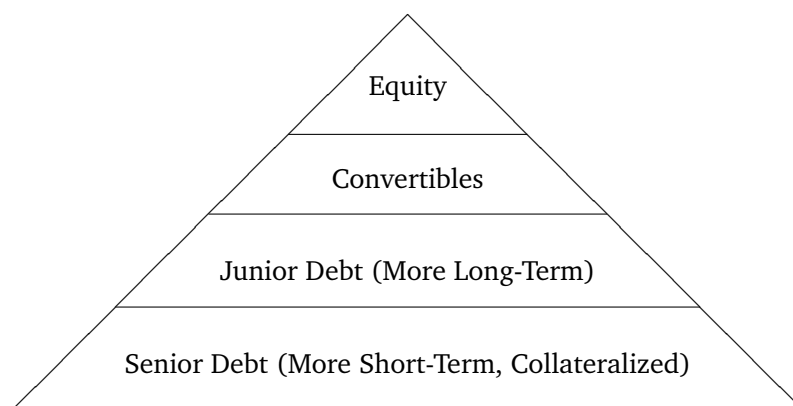 Equity
Convertibles
Junior Debt (More Long-Term)
Senior Debt (More Short-Term, Collateralized)